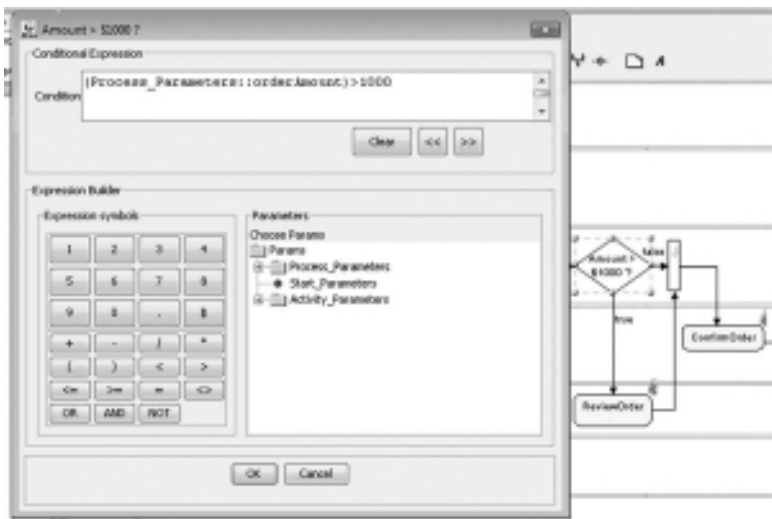 Amount > $1000 ?
Conditional Expression
Condition
(Process_Parameters::orderAmount)>1000
Clear
<<
>>
Expression Builder
Expression symbols
1 2 3 4
5 6 7 8
9 0 . $
+ - / *
( ) < >
<= >= = <>
OR AND NOT
Parameters
Choose Params
Params
Process_Parameters
Start_Parameters
Activity_Parameters
OK
Cancel
A
Amount >
$1000 ?
false
true
ConfirmOrder
ReviewOrder